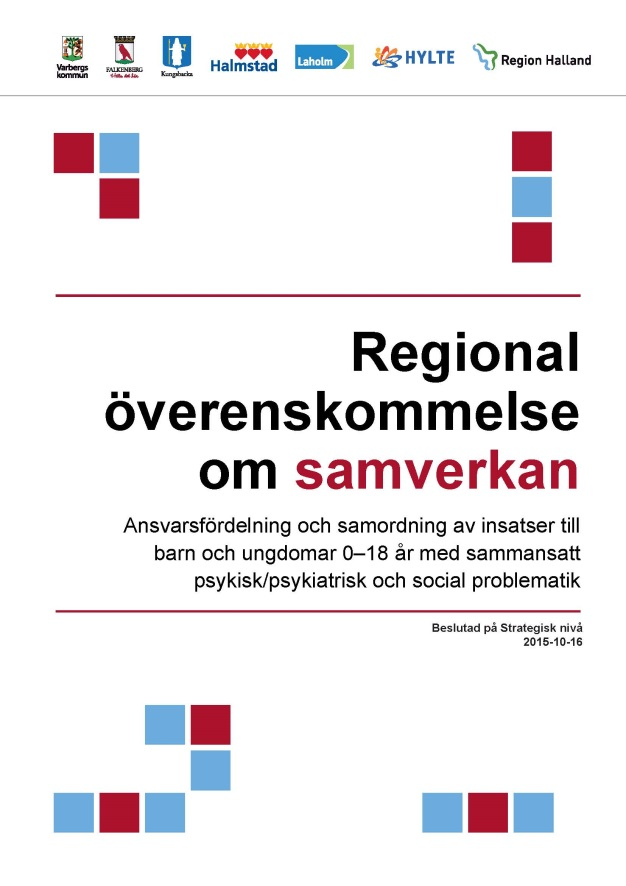 Varbergs
kommun
FALKENBERG
Kungsbacka
Halmstad
Laholm
HYLTE
Region Halland
Regional
överenskommelse
om samverkan
Ansvarsfördelning och samordning av insatser till
barn och ungdomar 0–18 år med sammansatt
psykisk/psykiatrisk och social problematik
Beslutad på Strategisk nivå
2015-10-16